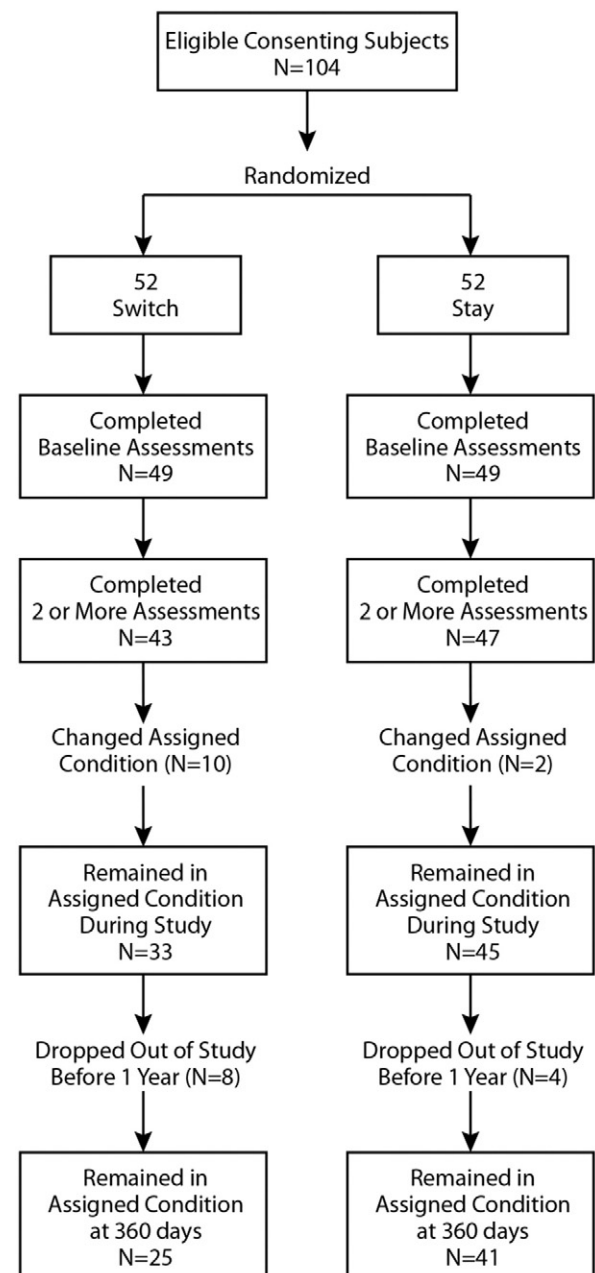 Eligible Consenting Subjects
N=104
Randomized
52
Switch
52
Stay
Completed
Baseline Assessments
N=49
Completed
Baseline Assessments
N=49
Completed
2 or More Assessments
N=43
Completed
2 or More Assessments
N=47
Changed Assigned
Condition (N=10)
Changed Assigned
Condition (N=2)
Remained in
Assigned Condition
During Study
N=33
Remained in
Assigned Condition
During Study
N=45
Dropped Out of Study
Before 1 Year (N=8)
Dropped Out of Study
Before 1 Year (N=4)
Remained in
Assigned Condition
at 360 days
N=25
Remained in
Assigned Condition
at 360 days
N=41